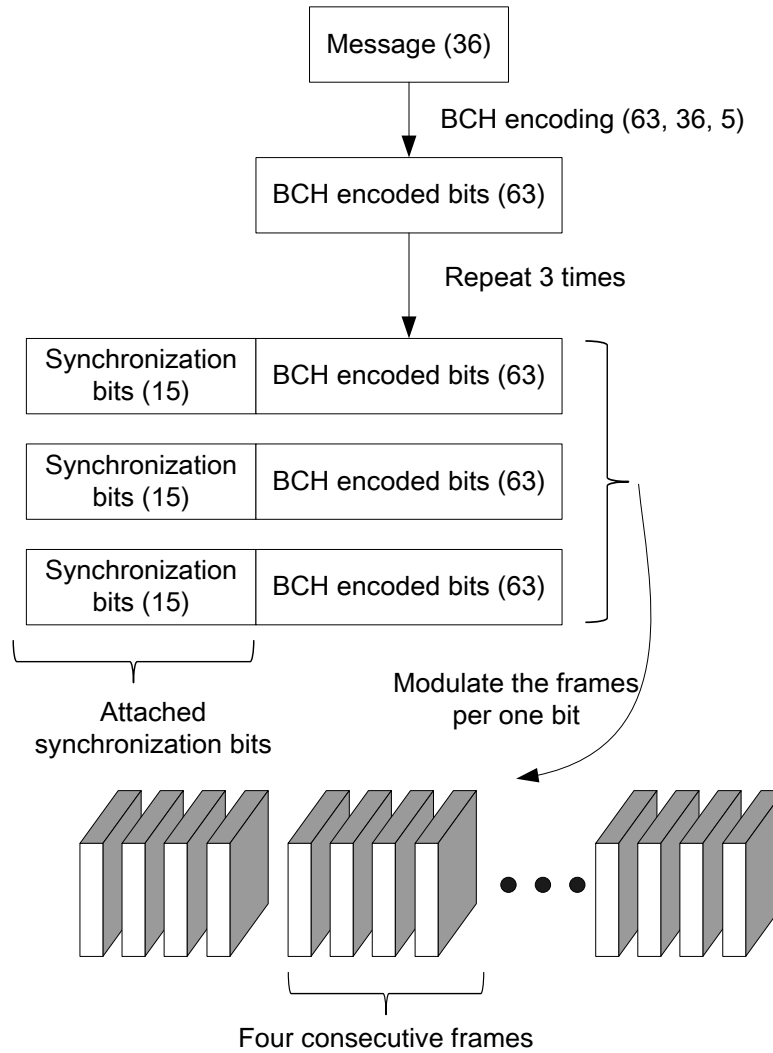 Message (36)
BCH encoding (63, 36, 5)
BCH encoded bits (63)
Repeat 3 times
Synchronization
bits (15)
BCH encoded bits (63)
Synchronization
bits (15)
BCH encoded bits (63)
Synchronization
bits (15)
BCH encoded bits (63)
Attached
synchronization bits
Modulate the frames
per one bit
Four consecutive frames